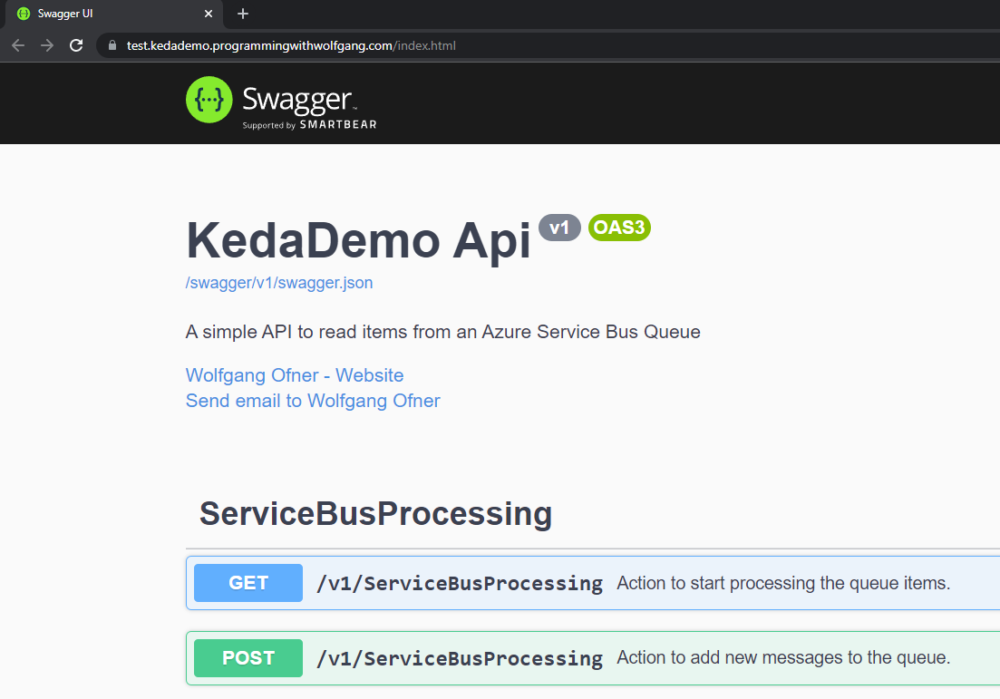 Swagger UI
test.kedademo.programmingwithwolfgang.com/index.html
{...} Swagger™
Supported by SMARTBEAR
KedaDemo Api v1 OAS3
/swagger/v1/swagger.json
A simple API to read items from an Azure Service Bus Queue
Wolfgang Ofner - Website
Send email to Wolfgang Ofner
ServiceBusProcessing
GET /v1/ServiceBusProcessing Action to start processing the queue items.
POST /v1/ServiceBusProcessing Action to add new messages to the queue.